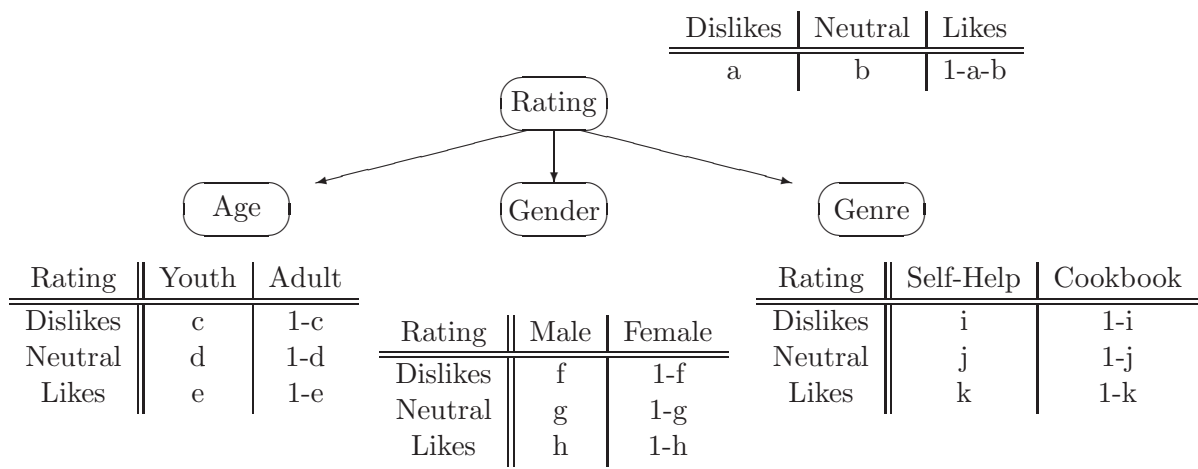 Dislikes Neutral Likes
a b 1-a-b
Rating
Age
Gender
Genre
Rating Youth Adult
Dislikes c 1-c
Neutral d 1-d
Likes e 1-e
Rating Male Female
Dislikes f 1-f
Neutral g 1-g
Likes h 1-h
Rating Self-Help Cookbook
Dislikes i 1-i
Neutral j 1-j
Likes k 1-k